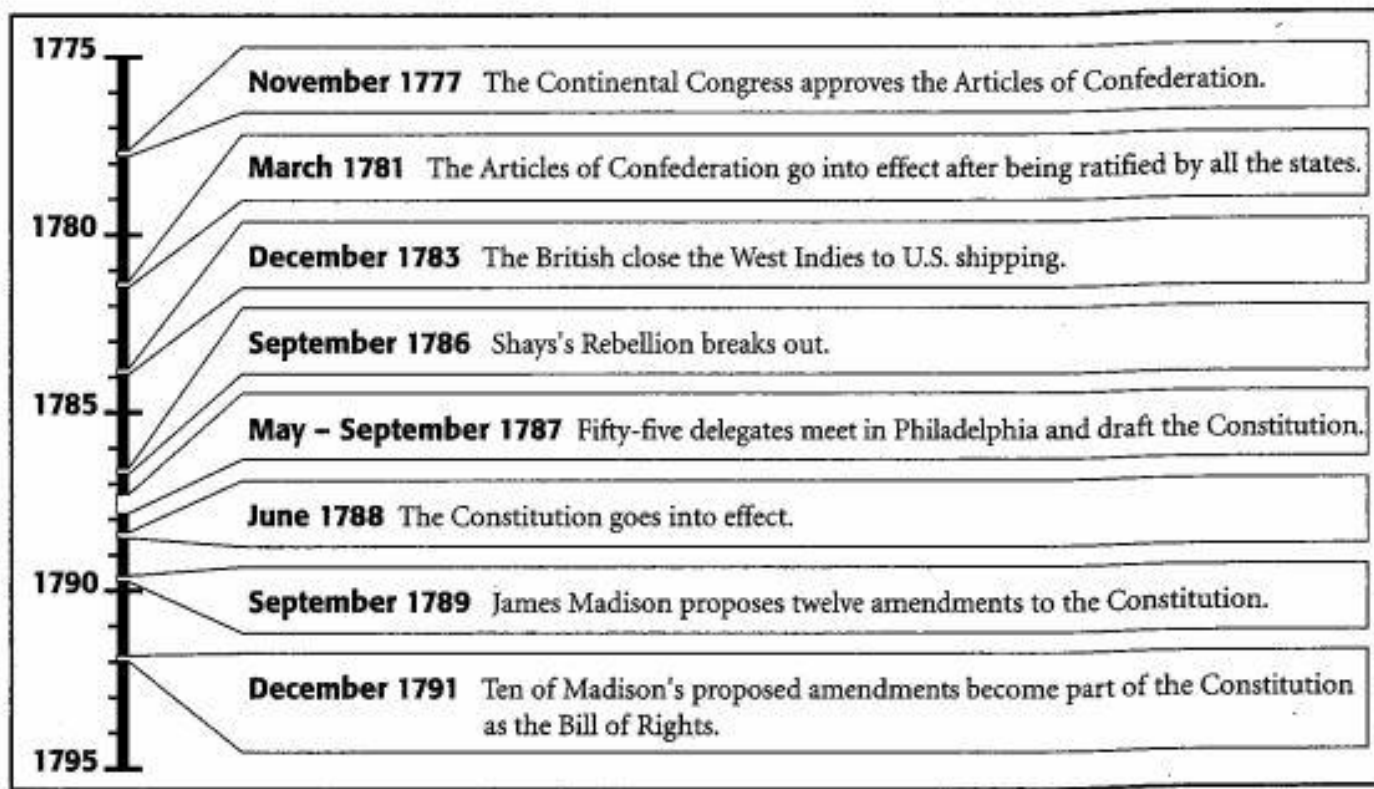 1775
November 1777 The Continental Congress approves the Articles of Confederation.
March 1781 The Articles of Confederation go into effect after being ratified by all the states.
1780
December 1783 The British close the West Indies to U.S. shipping.
September 1786 Shays's Rebellion breaks out.
1785
May – September 1787 Fifty-five delegates meet in Philadelphia and draft the Constitution.
June 1788 The Constitution goes into effect.
1790
September 1789 James Madison proposes twelve amendments to the Constitution.
December 1791 Ten of Madison's proposed amendments become part of the Constitution
as the Bill of Rights.
1795